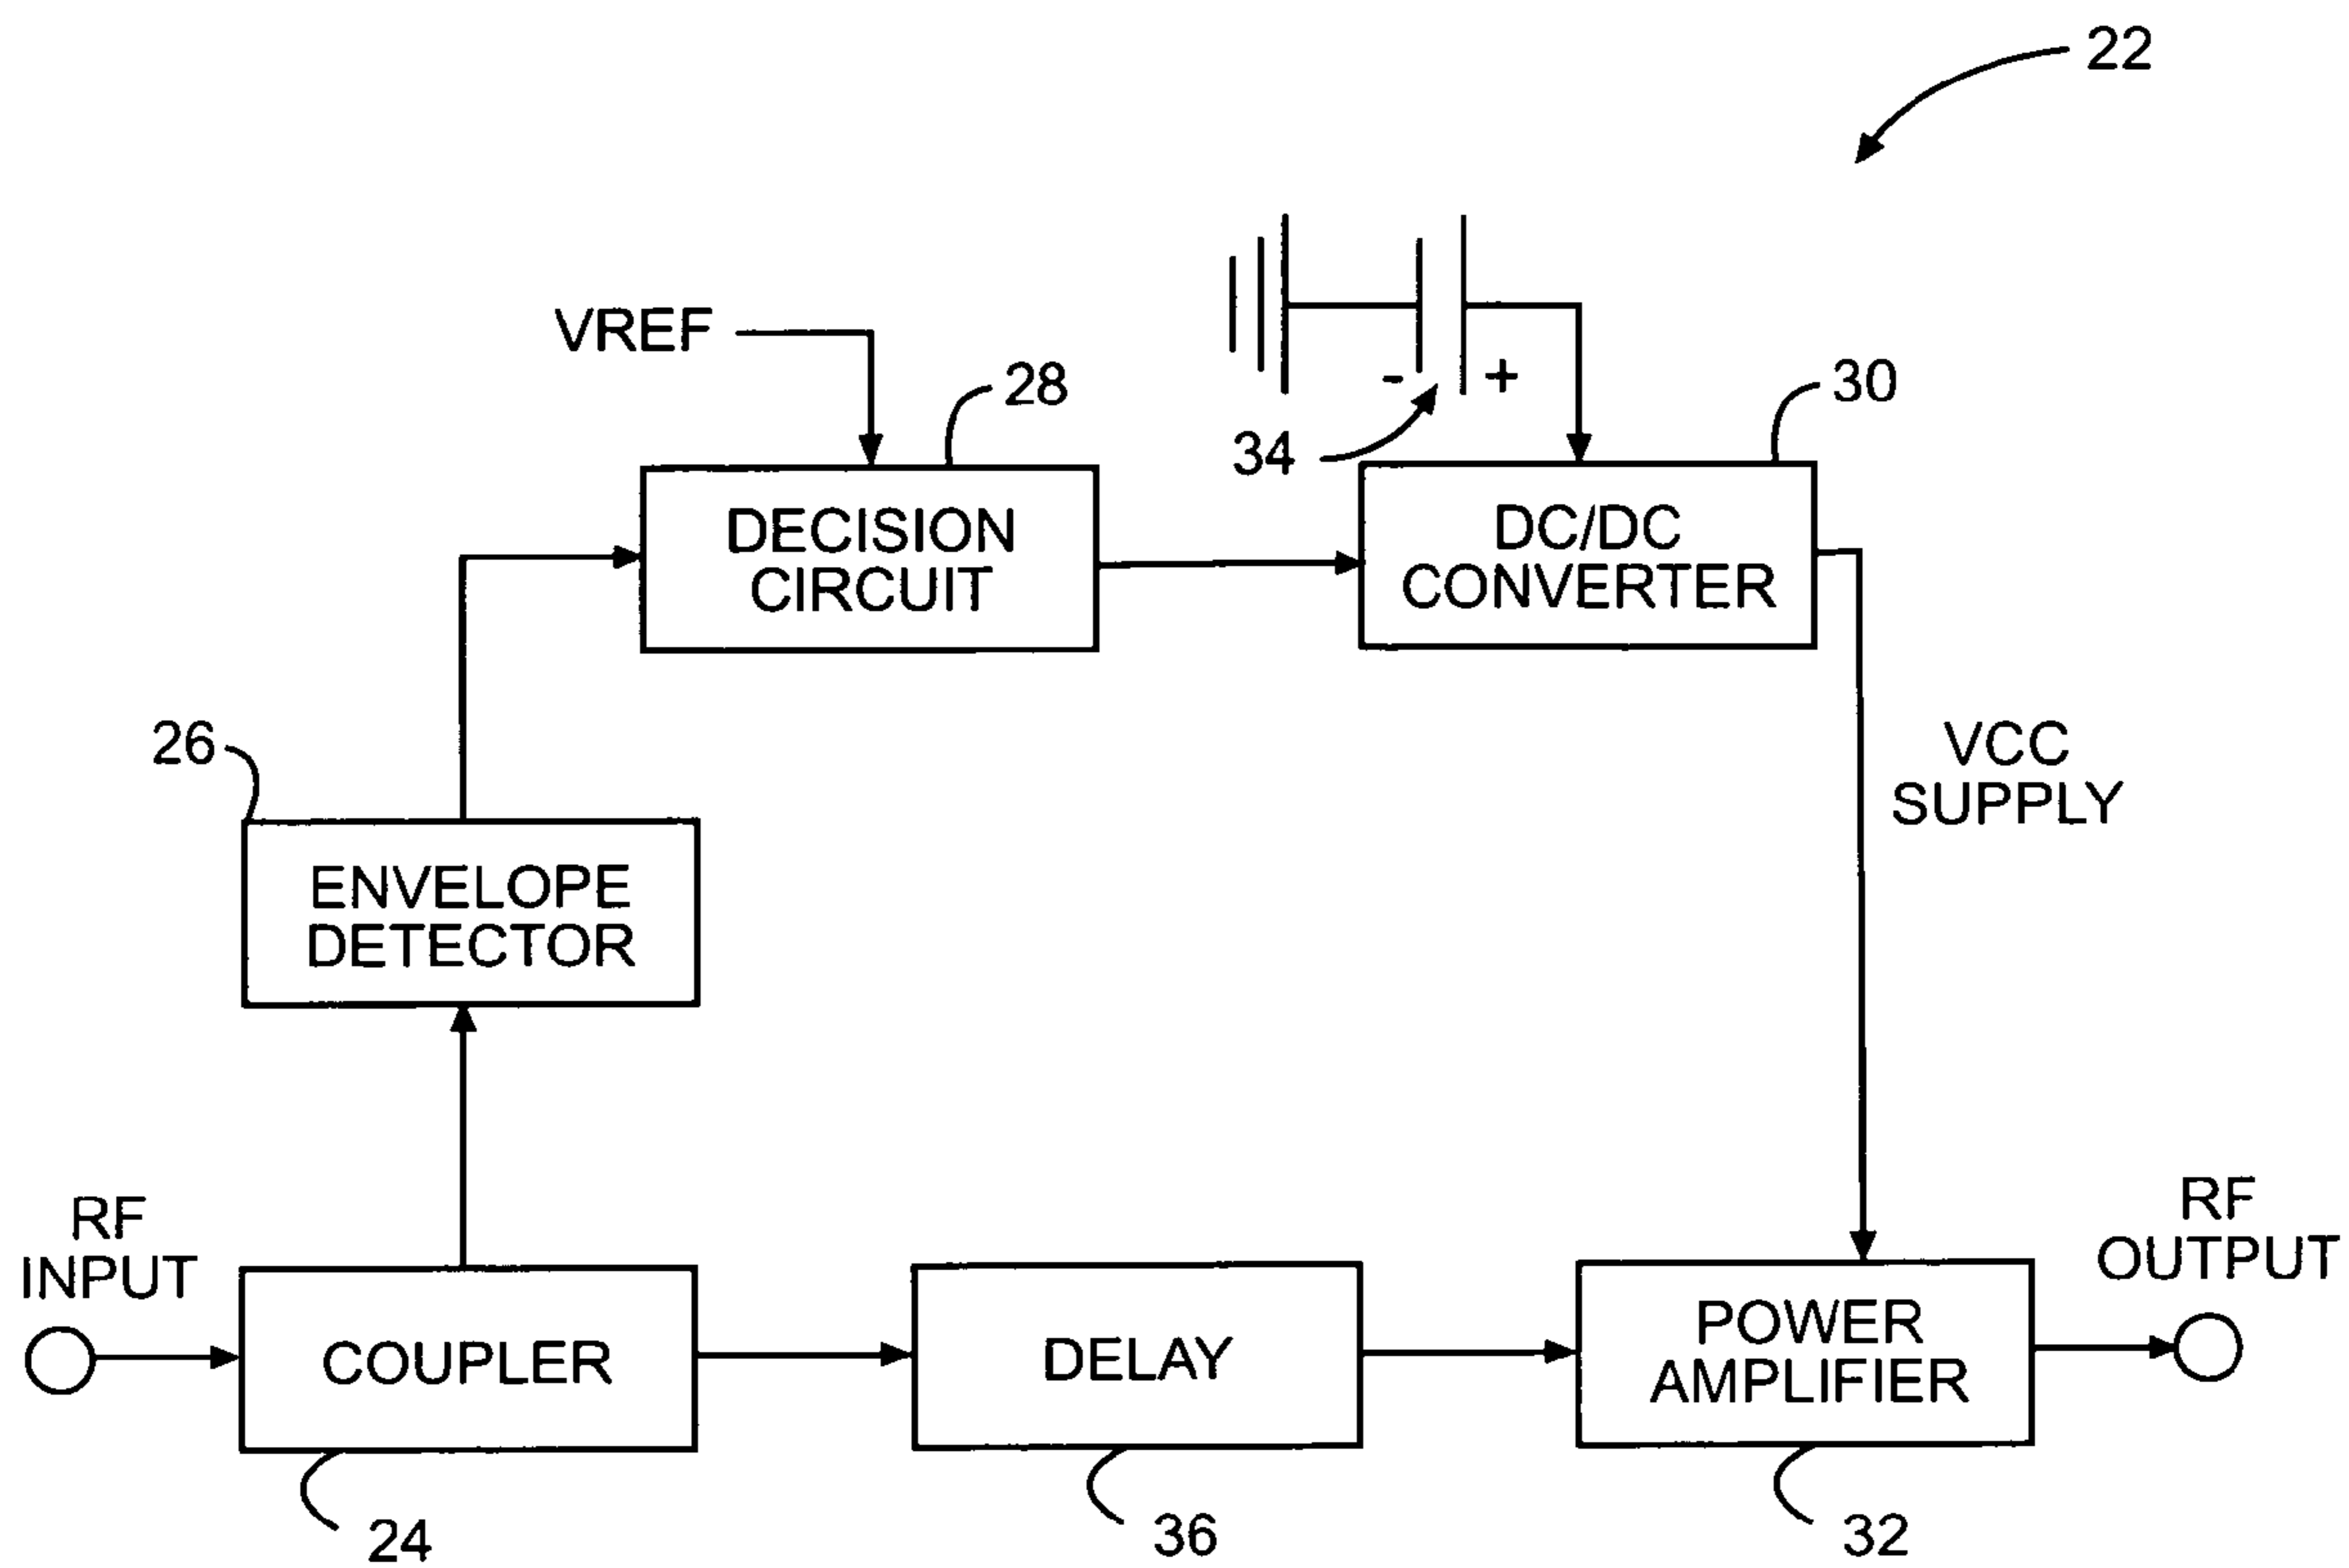 22
VREF
28
-
+
30
34
DECISION
CIRCUIT
DC/DC
CONVERTER
26
VCC
SUPPLY
ENVELOPE
DETECTOR
RF
INPUT
RF
OUTPUT
COUPLER
DELAY
POWER
AMPLIFIER
24
36
32